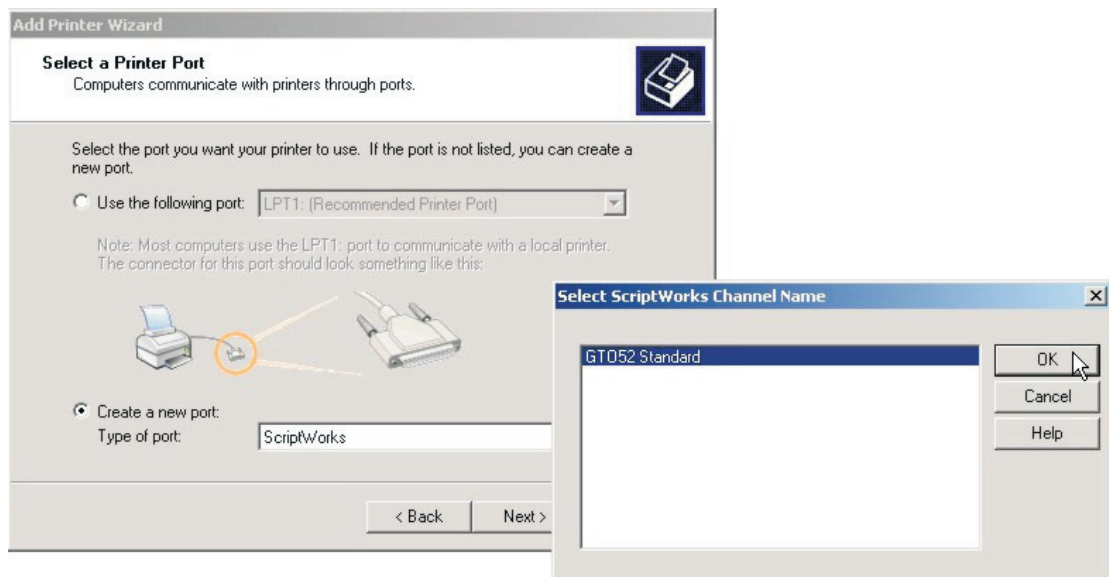 Add Printer Wizard
Select a Printer Port
Computers communicate with printers through ports.
Select the port you want your printer to use. If the port is not listed, you can create a
new port.
Use the following port: LPT1: (Recommended Printer Port)
Note: Most computers use the LPT1: port to communicate with a local printer.
The connector for this port should look something like this:
Create a new port:
Type of port: ScriptWorks
< Back Next >
Select ScriptWorks Channel Name
GTO52 Standard
OK
Cancel
Help